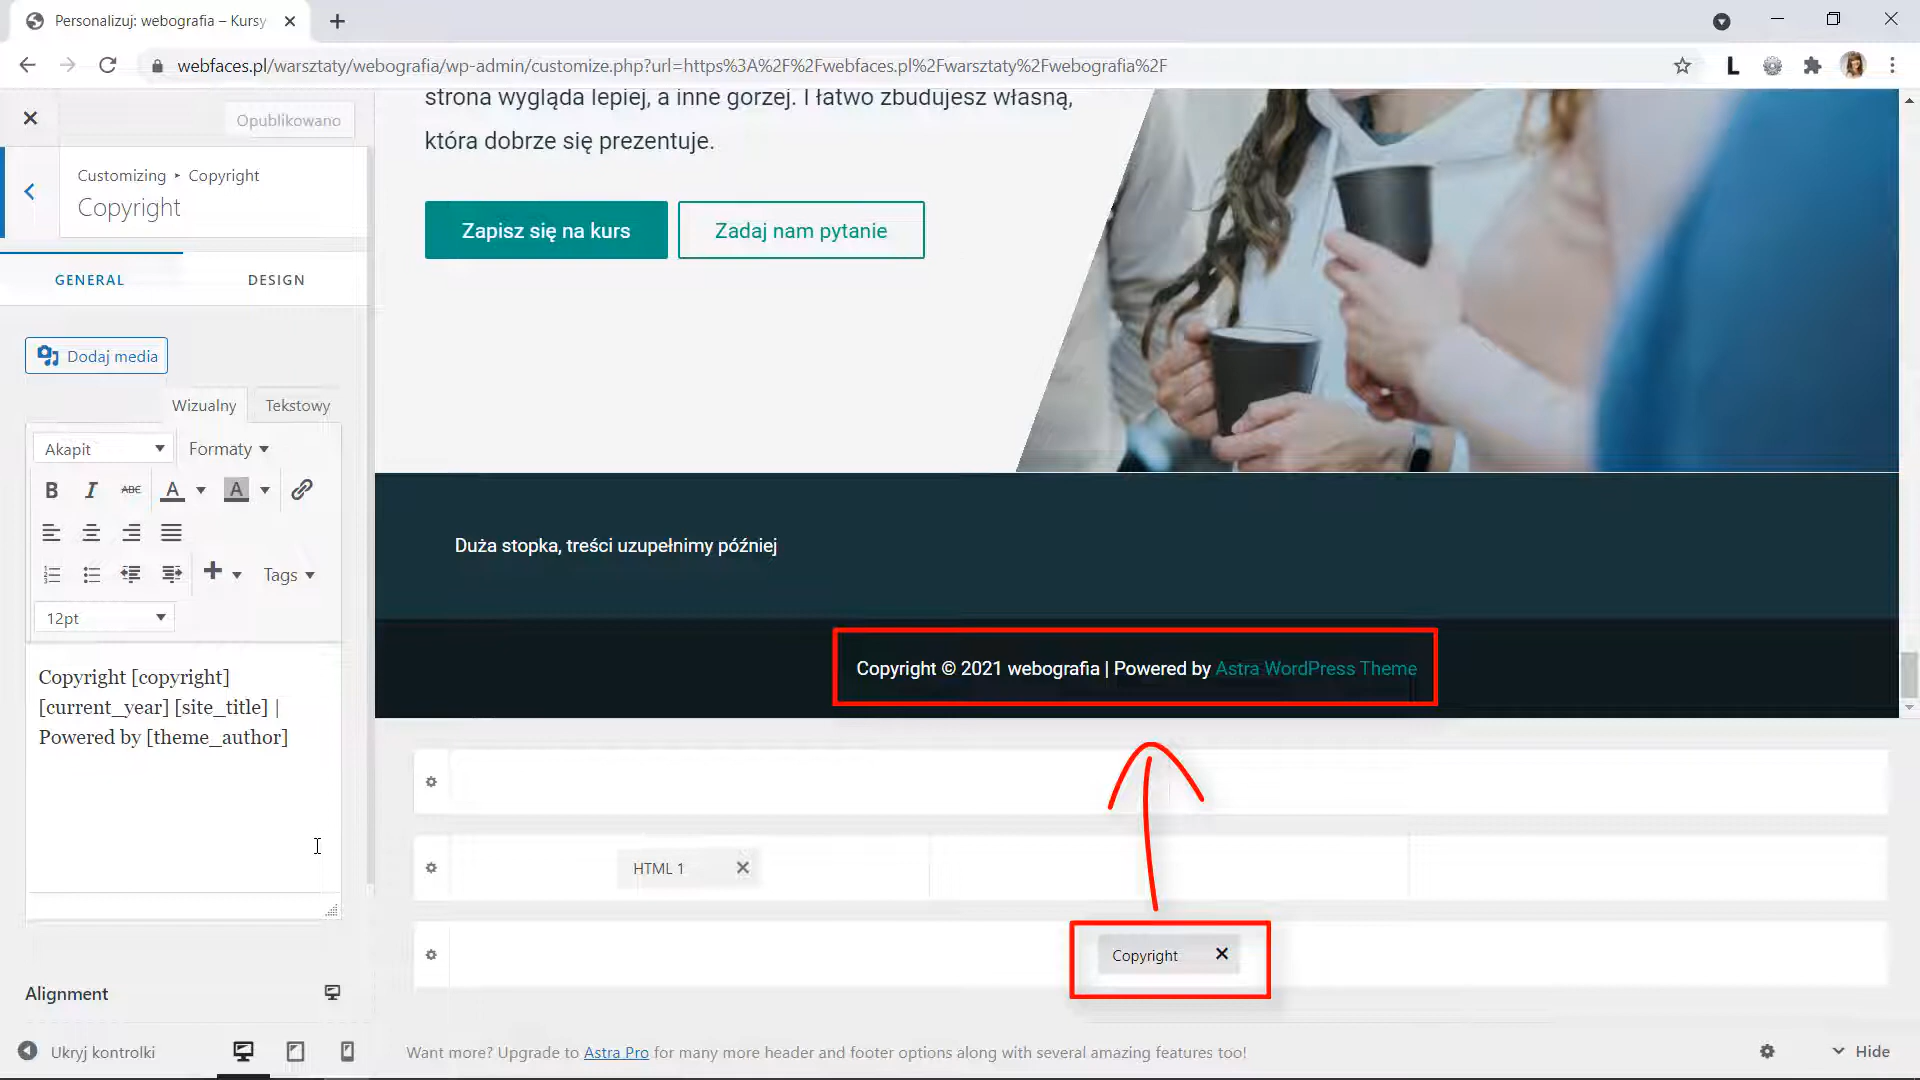 Personalizuj: webografia – Kursy
webfaces.pl/warsztaty/webografia/wp-admin/customize.php?url=https%3A%2F%2Fwebfaces.pl%2Fwarsztaty%2Fwebografia%2F
L
Opublikowano
Customizing ▸ Copyright
Copyright
GENERAL
DESIGN
Dodaj media
Wizualny
Tekstowy
Akapit
Formaty
B I ABC A A
Tags
12pt
Copyright [copyright]
[current_year] [site_title] |
Powered by [theme_author]
Alignment
Ukryj kontrolki
strona wygląda lepiej, a inne gorzej. I łatwo zbudujesz własną,
która dobrze się prezentuje.
Zapisz się na kurs
Zadaj nam pytanie
Duża stopka, treści uzupełnimy później
Copyright © 2021 webografia | Powered by Astra WordPress Theme
HTML 1
Copyright
Want more? Upgrade to Astra Pro for many more header and footer options along with several amazing features too!
Hide